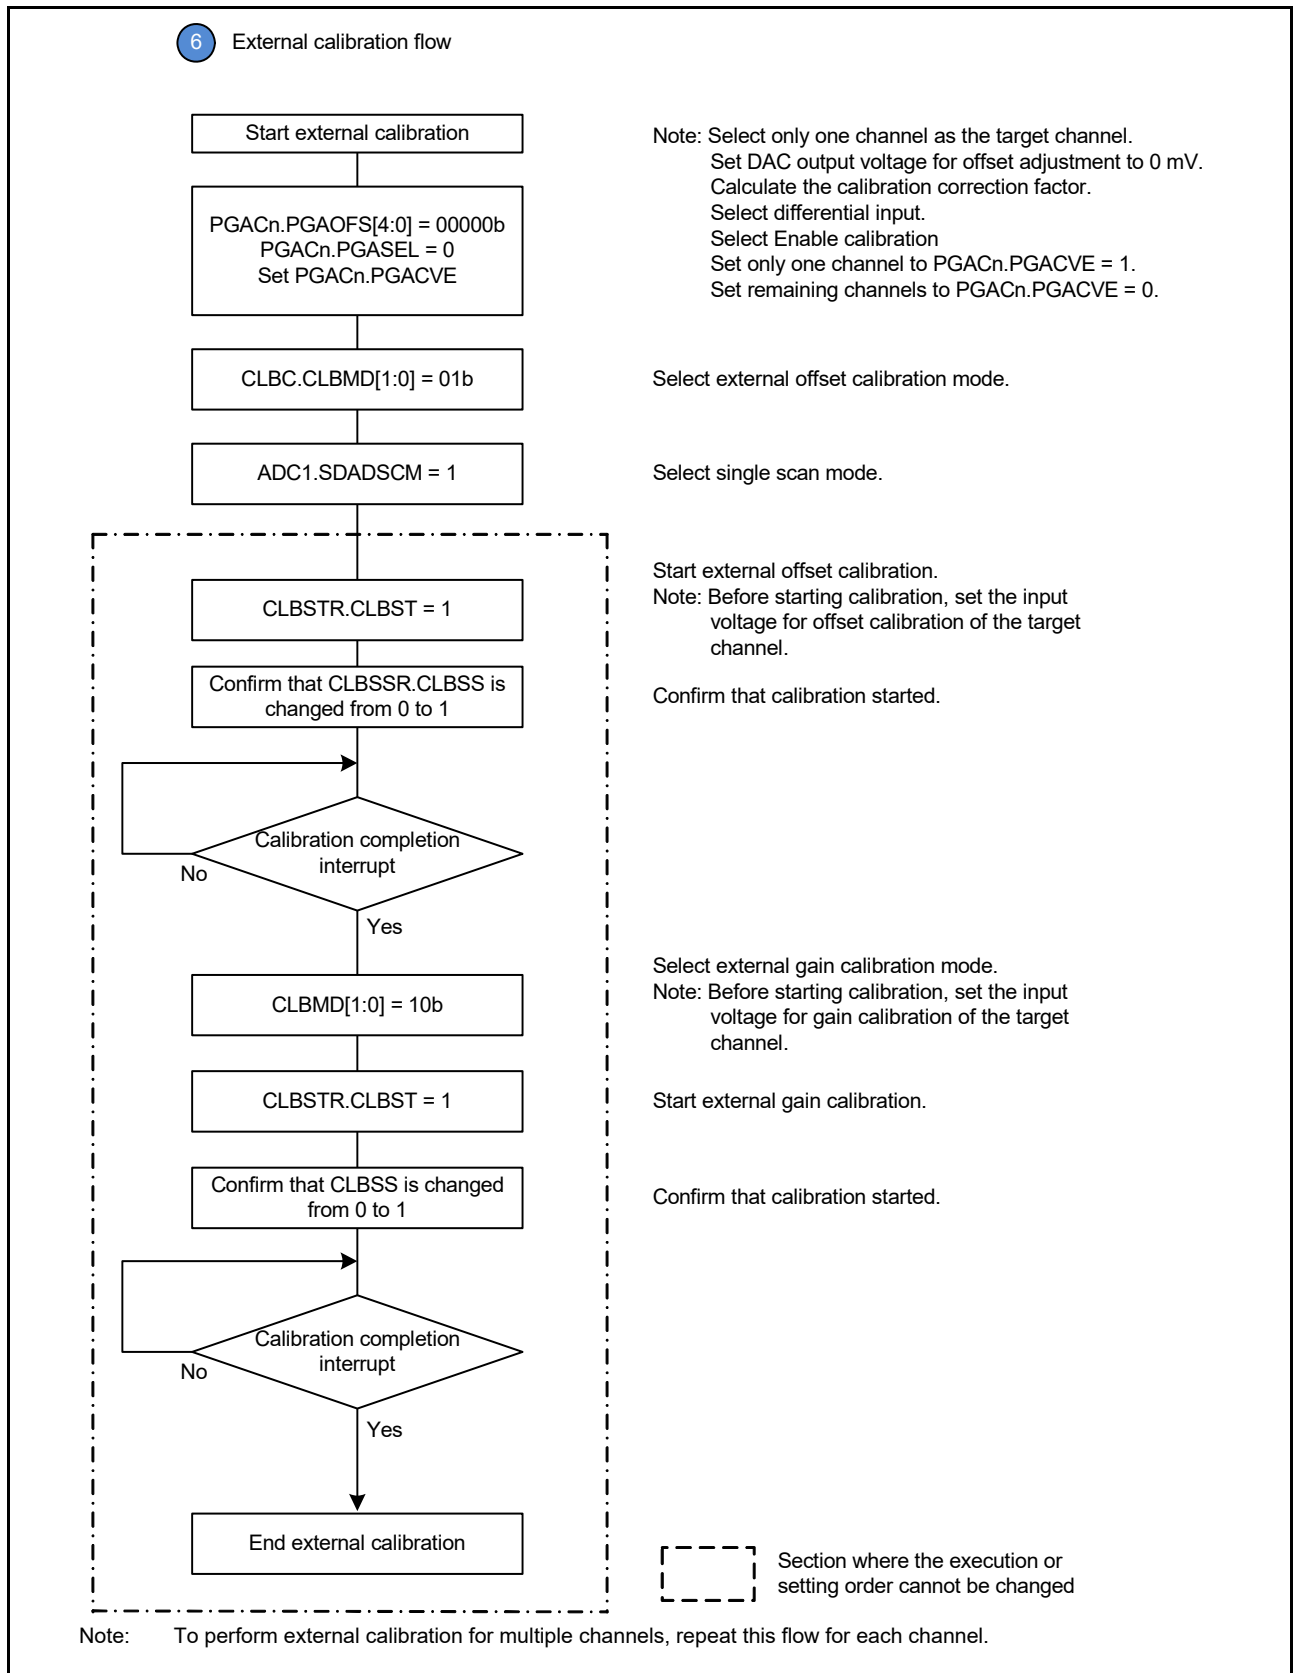 6 External calibration flow
Start external calibration
Note: Select only one channel as the target channel.
Set DAC output voltage for offset adjustment to 0 mV.
Calculate the calibration correction factor.
Select differential input.
Select Enable calibration
Set only one channel to PGACn.PGACVE = 1.
Set remaining channels to PGACn.PGACVE = 0.
PGACn.PGAOFS[4:0] = 00000b
PGACn.PGASEL = 0
Set PGACn.PGACVE
CLBC.CLBMD[1:0] = 01b
Select external offset calibration mode.
ADC1.SDADSCM = 1
Select single scan mode.
Start external offset calibration.
Note: Before starting calibration, set the input
voltage for offset calibration of the target
channel.
CLBSTR.CLBST = 1
Confirm that CLBSSR.CLBSS is
changed from 0 to 1
Confirm that calibration started.
Calibration completion
interrupt
No
Yes
Select external gain calibration mode.
Note: Before starting calibration, set the input
voltage for gain calibration of the target
channel.
CLBMD[1:0] = 10b
CLBSTR.CLBST = 1
Start external gain calibration.
Confirm that CLBSS is changed
from 0 to 1
Confirm that calibration started.
Calibration completion
interrupt
No
Yes
End external calibration
Section where the execution or
setting order cannot be changed
Note: To perform external calibration for multiple channels, repeat this flow for each channel.